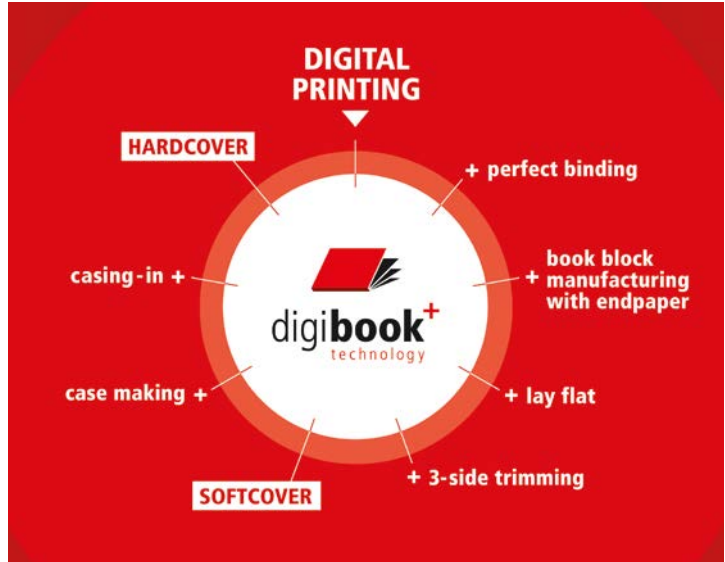 DIGITAL
PRINTING
HARDCOVER
+ perfect binding
casing-in +
+ book block
manufacturing
with endpaper
digibook+
technology
case making +
+ lay flat
SOFTCOVER
+ 3-side trimming